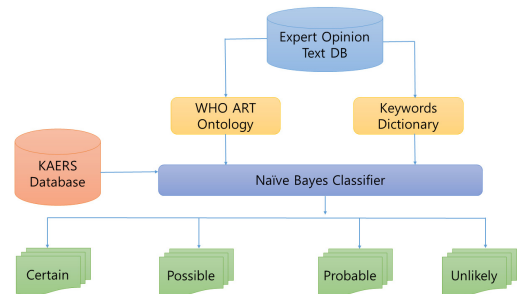 Expert Opinion
Text DB
WHO ART
Ontology
Keywords
Dictionary
KAERS
Database
Naïve Bayes Classifier
Certain
Possible
Probable
Unlikely